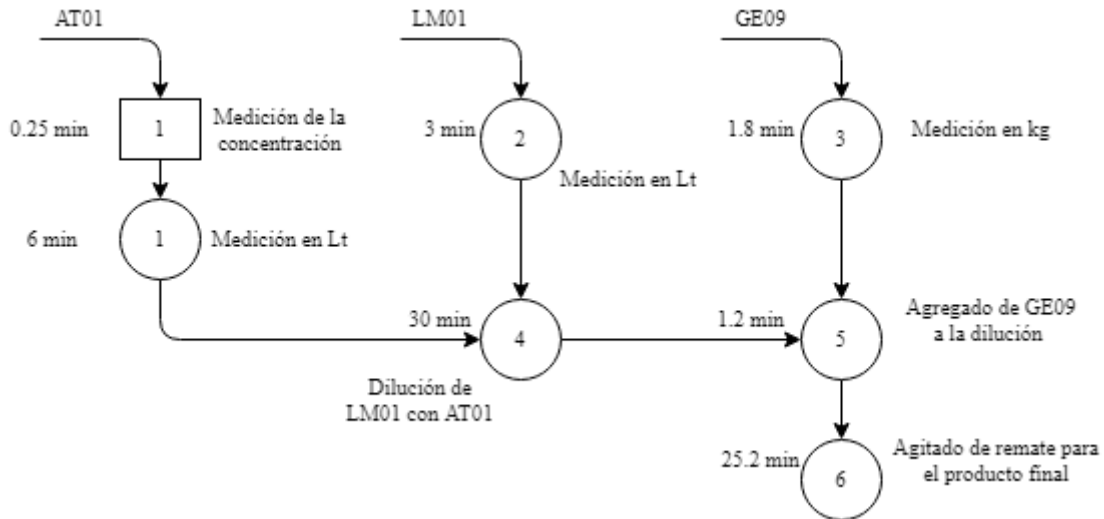 AT01
LM01
GE09
0.25 min
1
Medición de la
concentración
3 min
2
Medición en Lt
1.8 min
3
Medición en kg
6 min
1
Medición en Lt
30 min
4
Dilución de
LM01 con AT01
1.2 min
5
Agregado de GE09
a la dilución
25.2 min
6
Agitado de remate para
el producto final